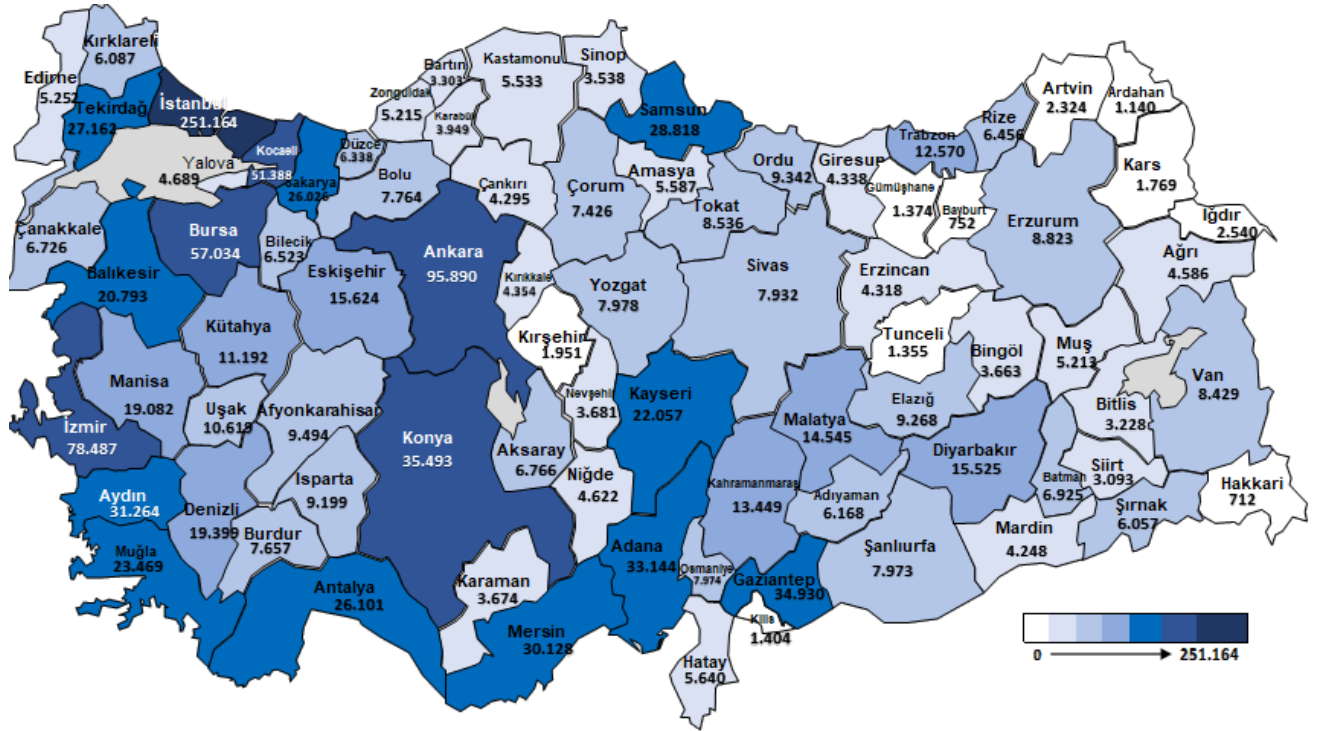 Kırklareli
6.087
Edirne
5.252
Tekirdağ
27.162
İstanbul
251.164
Yalova
4.689
Kocaeli
51.388
Sakarya
26.026
Düzce
6.338
Zonguldak
5.215
Bartın
3.303
Karabük
3.949
Kastamonu
5.533
Sinop
3.538
Samsun
28.818
Bolu
7.764
Çankırı
4.295
Çorum
7.426
Amasya
5.587
Tokat
8.536
Ordu
9.342
Giresun
4.338
Gümüşhane
1.374
Trabzon
12.570
Rize
6.456
Artvin
2.324
Ardahan
1.140
Kars
1.769
Iğdır
2.540
Bayburt
752
Erzurum
8.823
Ağrı
4.586
Çanakkale
6.726
Balıkesir
20.793
Bursa
57.034
Bilecik
6.523
Eskişehir
15.624
Ankara
95.890
Kırıkkale
4.354
Yozgat
7.978
Sivas
7.932
Erzincan
4.318
Tunceli
1.355
Bingöl
3.663
Muş
5.213
Bitlis
3.228
Van
8.429
Kütahya
11.192
Manisa
19.082
Uşak
10.619
Afyonkarahisar
9.494
İzmir
78.487
Kırşehir
1.951
Nevşehir
3.681
Kayseri
22.057
Malatya
14.545
Elazığ
9.268
Diyarbakır
15.525
Batman
6.925
Siirt
3.093
Şırnak
6.057
Hakkari
712
Konya
35.493
Aksaray
6.766
Niğde
4.622
Aydın
31.264
Denizli
19.399
Isparta
9.199
Burdur
7.657
Muğla
23.469
Antalya
26.101
Karaman
3.674
Mersin
30.128
Adana
33.144
Osmaniye
7.974
Kahramanmaraş
13.449
Adıyaman
6.168
Gaziantep
34.930
Kilis
1.404
Şanlıurfa
7.973
Mardin
4.248
Hatay
5.640
0
251.164